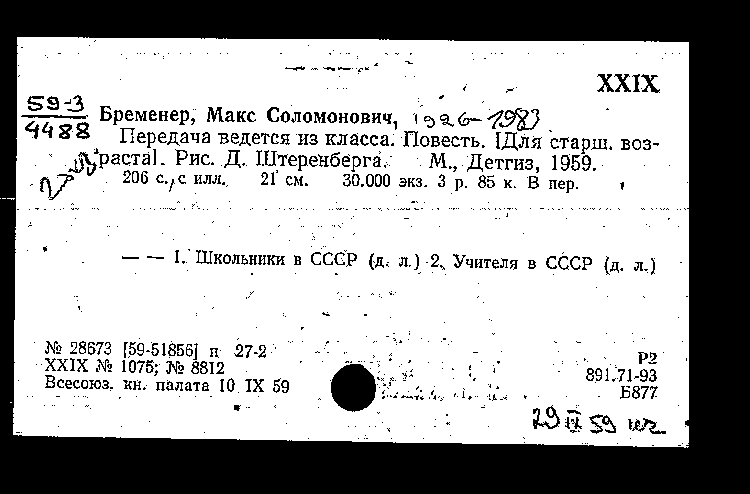 XXIX
59-3
4488
Бременер, Макс Соломонович, 1926-1983
Передача ведется из класса. Повесть. [Для старш. воз-
раста]. Рис. Д. Штеренберга. М., Детгиз, 1959.
206 с., с илл. 21 см. 30.000 экз. 3 р. 85 к. В пер.
— — 1. Школьники в СССР (д. л.) 2. Учителя в СССР (д. л.)
№ 28673 [59-51856] п 27-2
XXIX № 1075; № 8812
Всесоюз. кн. палата 10 IX 59
Р2
891.71-93
Б877
29 IX 59